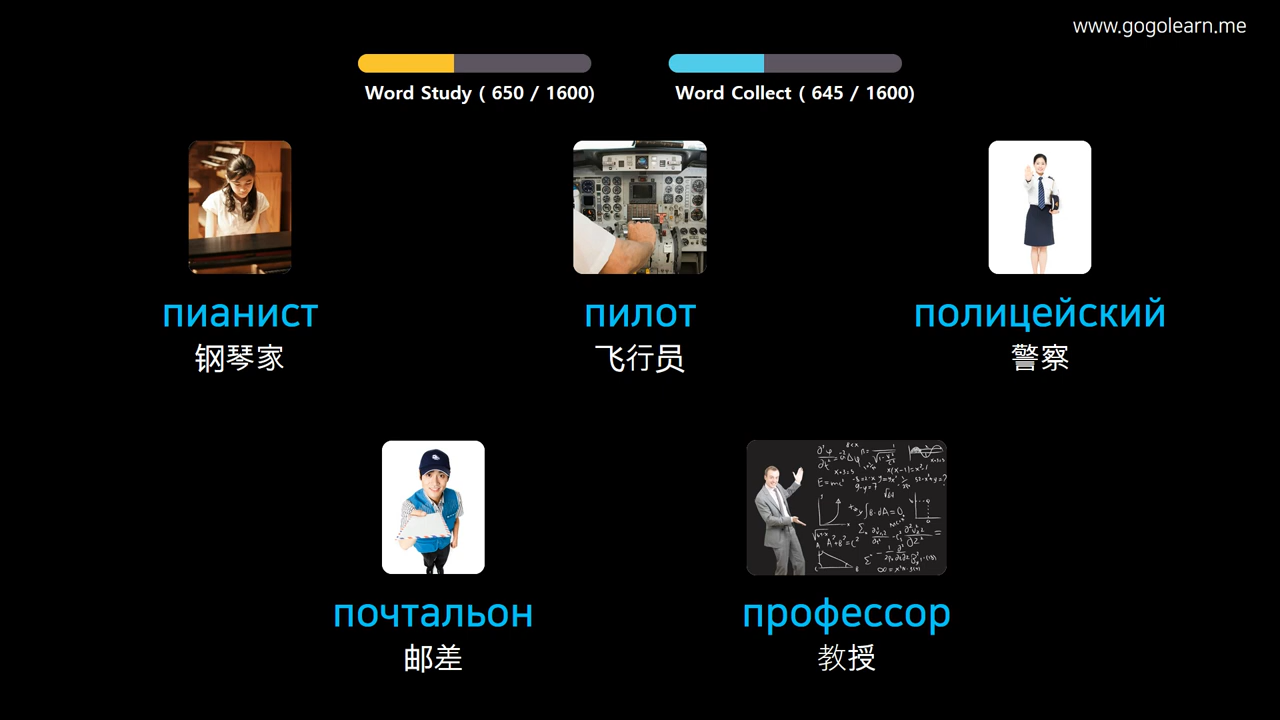 www.gogolearn.me
Word Study ( 650 / 1600)
Word Collect ( 645 / 1600)
пианист
钢琴家
пилот
飞行员
полицейский
警察
почтальон
邮差
профессор
教授